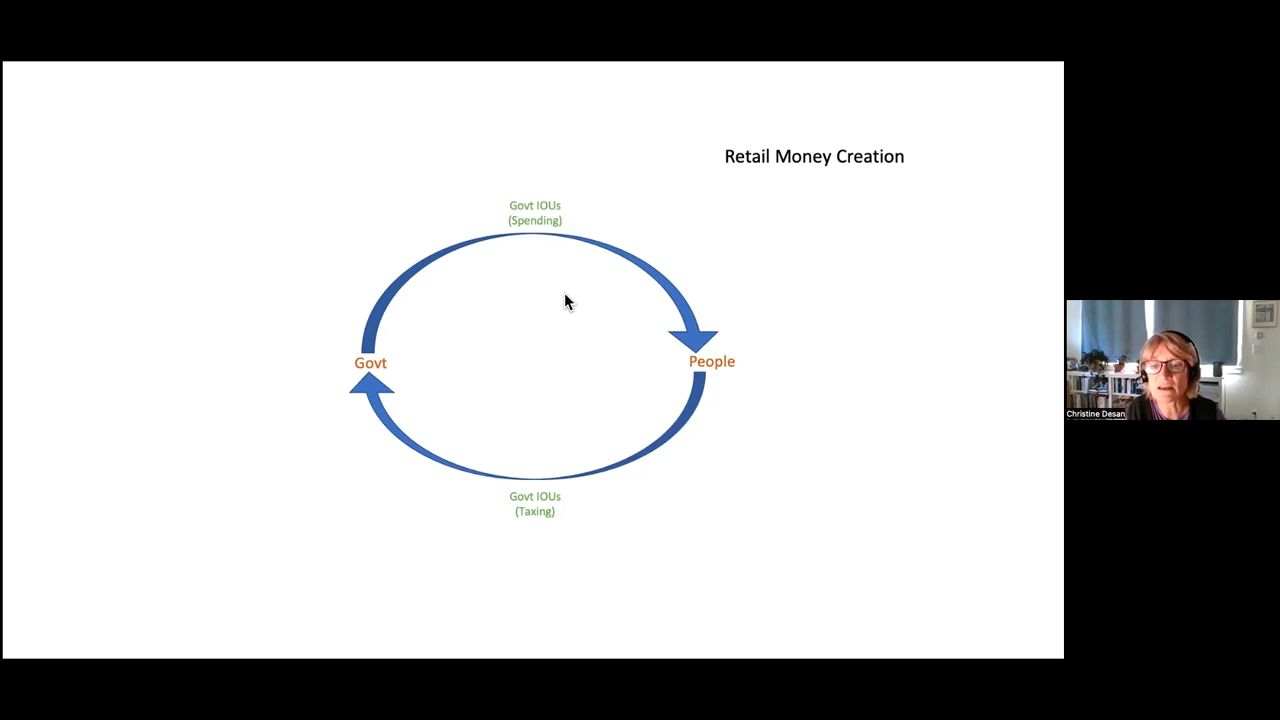 Retail Money Creation
Govt IOUs
(Spending)
Govt
People
Govt IOUs
(Taxing)
Christine Desan